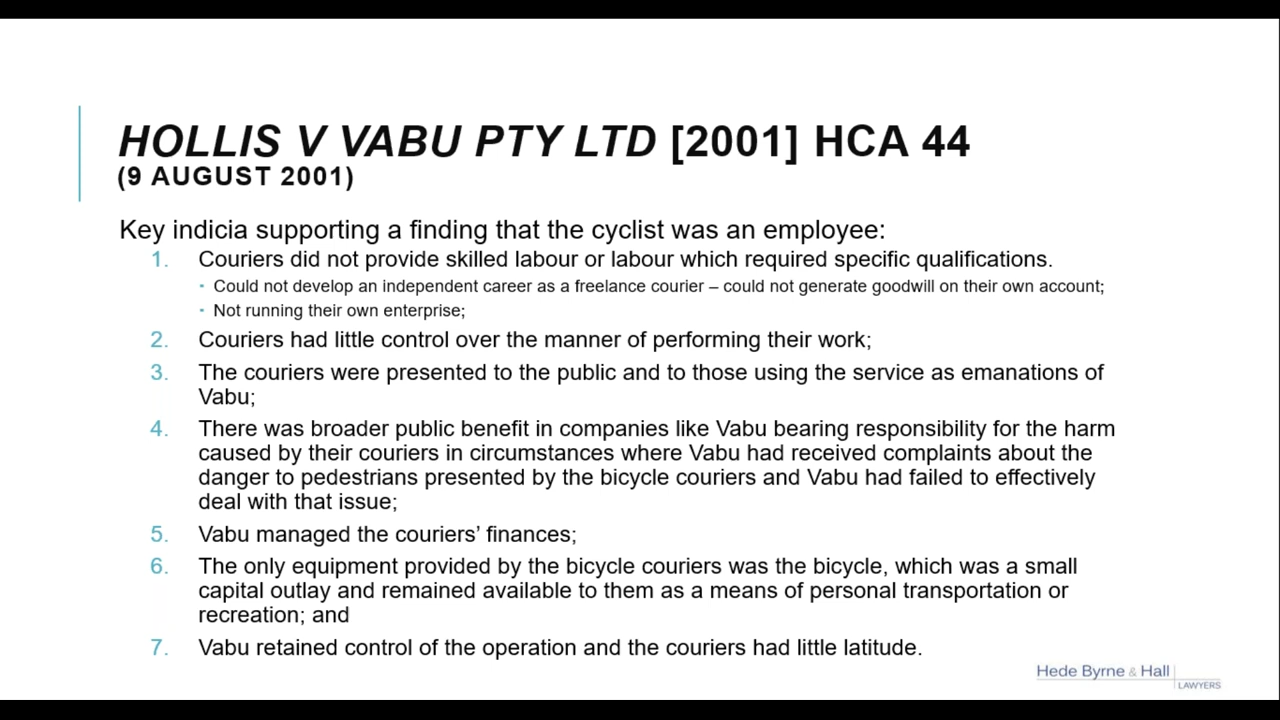 HOLLIS V VABU PTY LTD [2001] HCA 44
(9 AUGUST 2001)
Key indicia supporting a finding that the cyclist was an employee:
1. Couriers did not provide skilled labour or labour which required specific qualifications.
▪ Could not develop an independent career as a freelance courier – could not generate goodwill on their own account;
▪ Not running their own enterprise;
2. Couriers had little control over the manner of performing their work;
3. The couriers were presented to the public and to those using the service as emanations of
Vabu;
4. There was broader public benefit in companies like Vabu bearing responsibility for the harm
caused by their couriers in circumstances where Vabu had received complaints about the
danger to pedestrians presented by the bicycle couriers and Vabu had failed to effectively
deal with that issue;
5. Vabu managed the couriers’ finances;
6. The only equipment provided by the bicycle couriers was the bicycle, which was a small
capital outlay and remained available to them as a means of personal transportation or
recreation; and
7. Vabu retained control of the operation and the couriers had little latitude.
Hede Byrne & Hall
LAWYERS